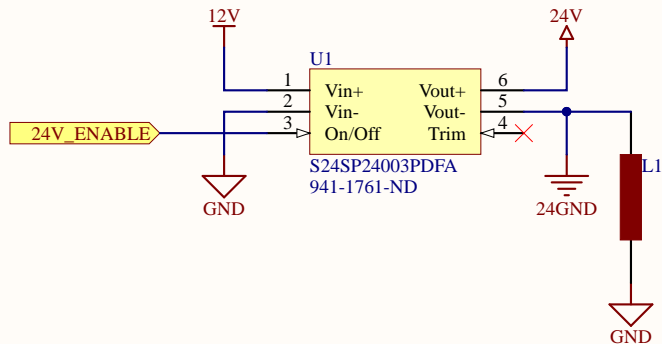 12V
24V
U1
1 Vin+ Vout+ 6
2 Vin- Vout- 5
24V_ENABLE 3 On/Off Trim 4
S24SP24003PDFA
941-1761-ND
L1
GND
24GND
GND